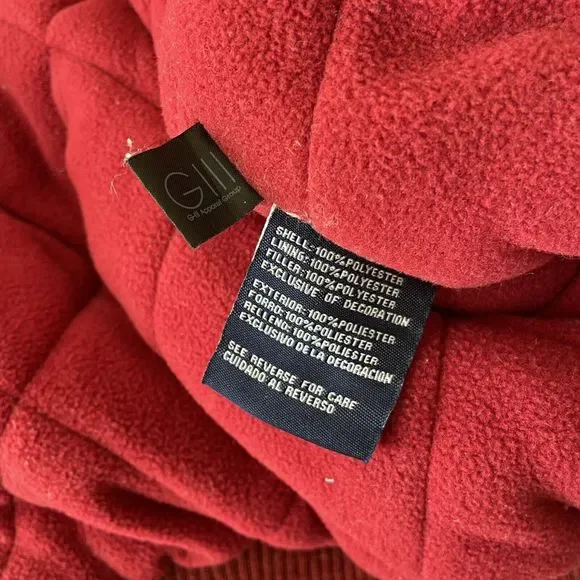 GIII
G-III Apparel Group
SHELL:100%POLYESTER
LINING:100%POLYESTER
FILLER:100%POLYESTER
EXCLUSIVE OF DECORATION
EXTERIOR:100%POLIESTER
FORRO:100%POLIESTER
RELLENO:100%POLIESTER
EXCLUSIVO DE LA DECORACION
SEE REVERSE FOR CARE
CUIDADO AL REVERSO